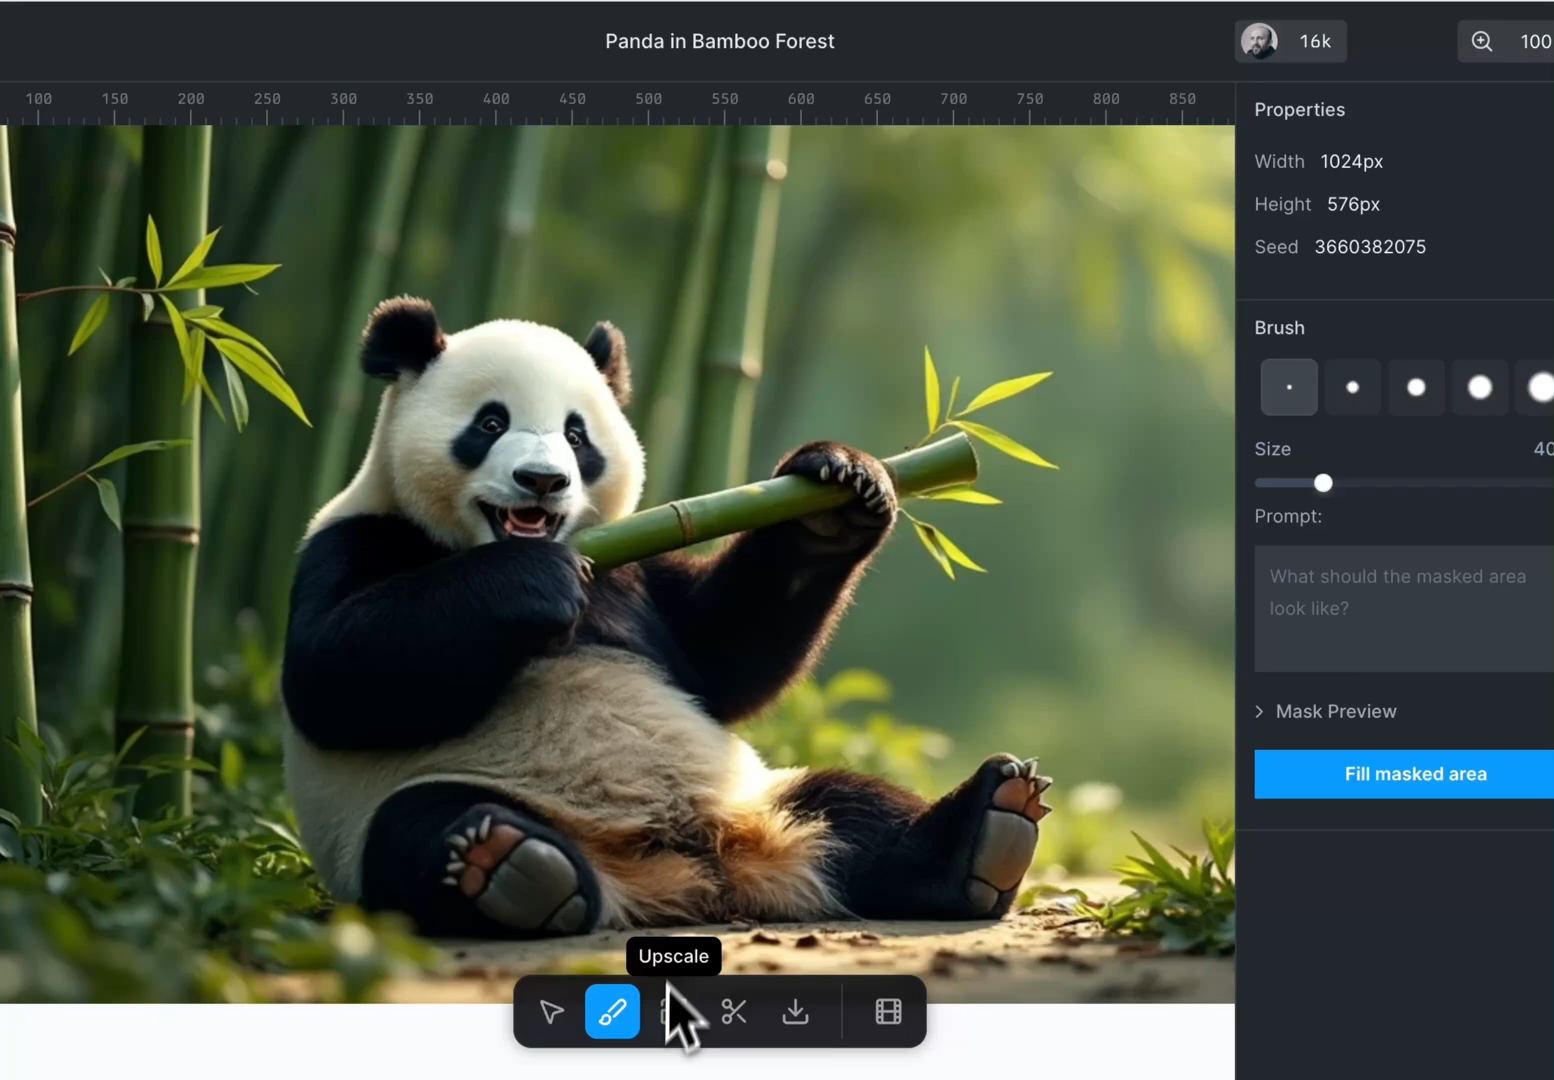 Panda in Bamboo Forest
16k
100
100 150 200 250 300 350 400 450 500 550 600 650 700 750 800 850
Properties
Width 1024px
Height 576px
Seed 3660382075
Brush
Size 40
Prompt:
What should the masked area
look like?
Mask Preview
Fill masked area
Upscale